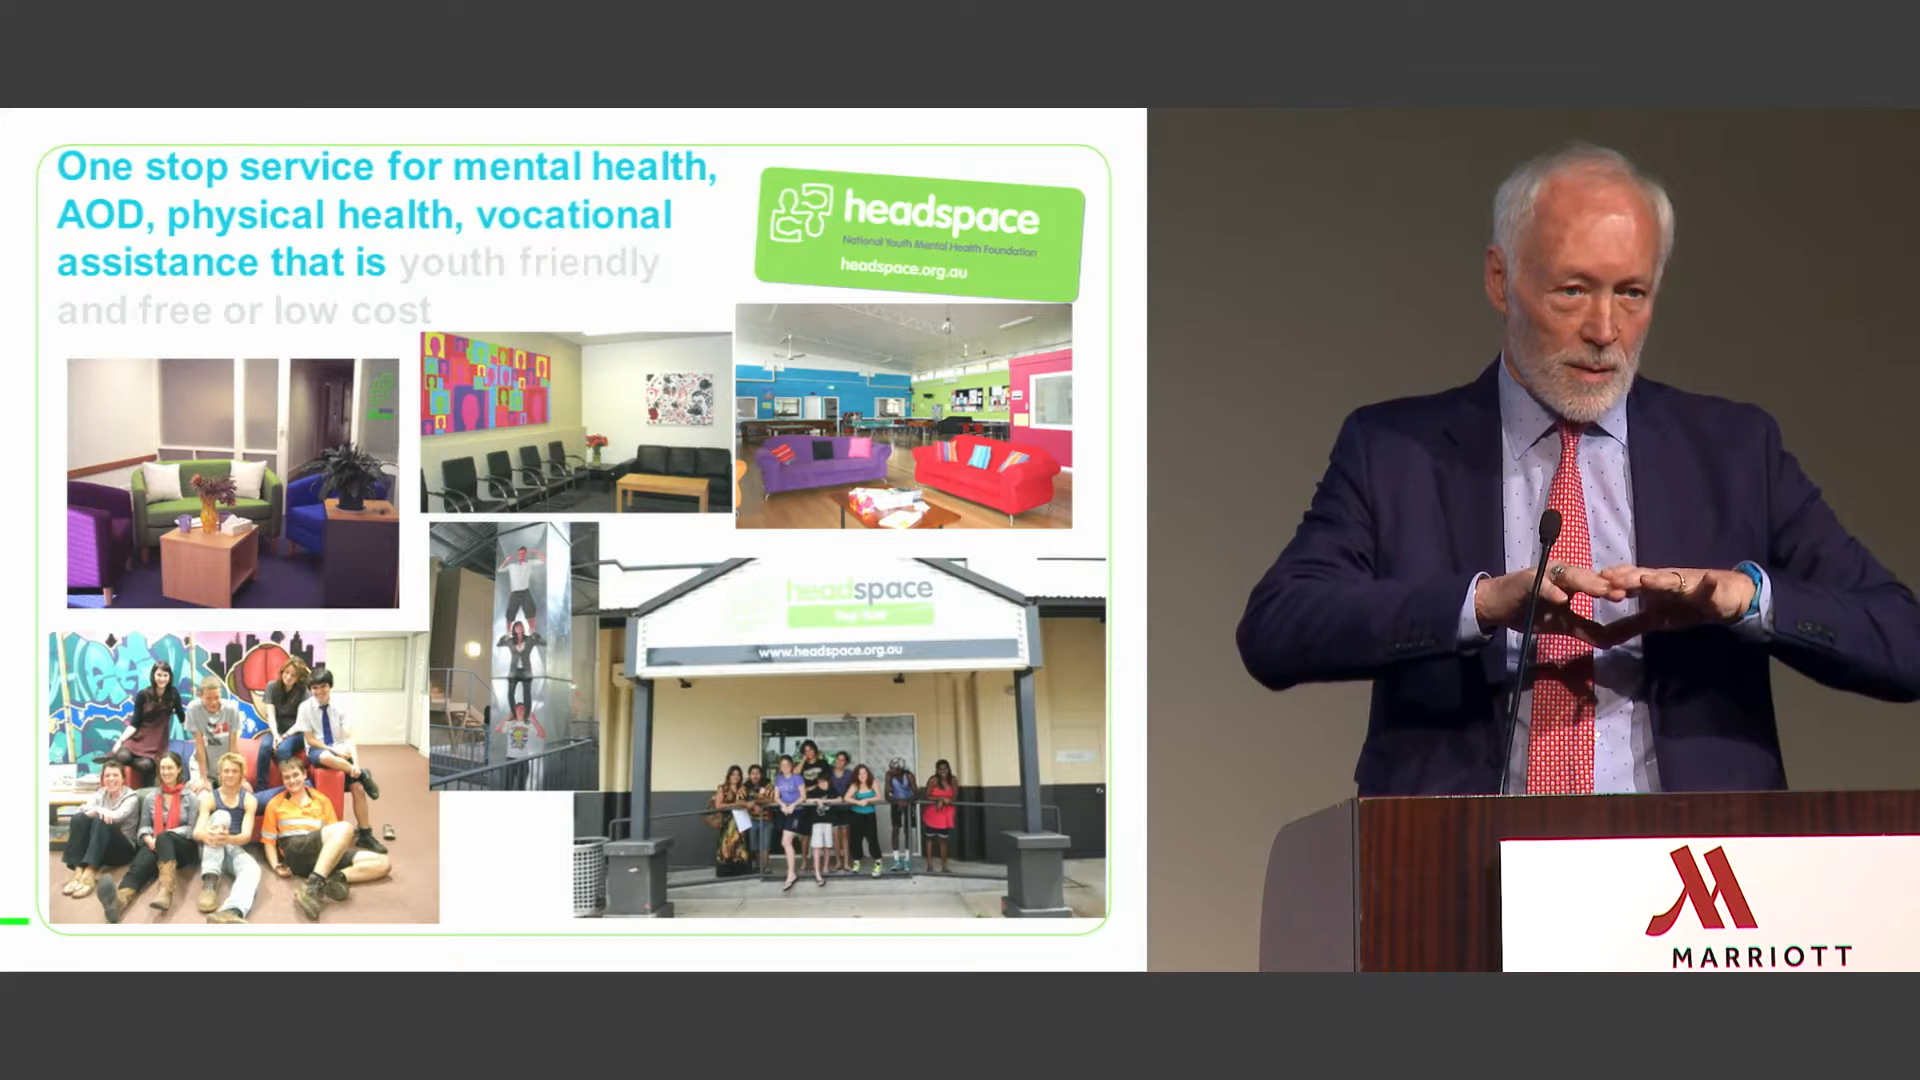 One stop service for mental health,
AOD, physical health, vocational
assistance that is youth friendly
and free or low cost
headspace
National Youth Mental Health Foundation
headspace.org.au
headspace
www.headspace.org.au
MARRIOTT